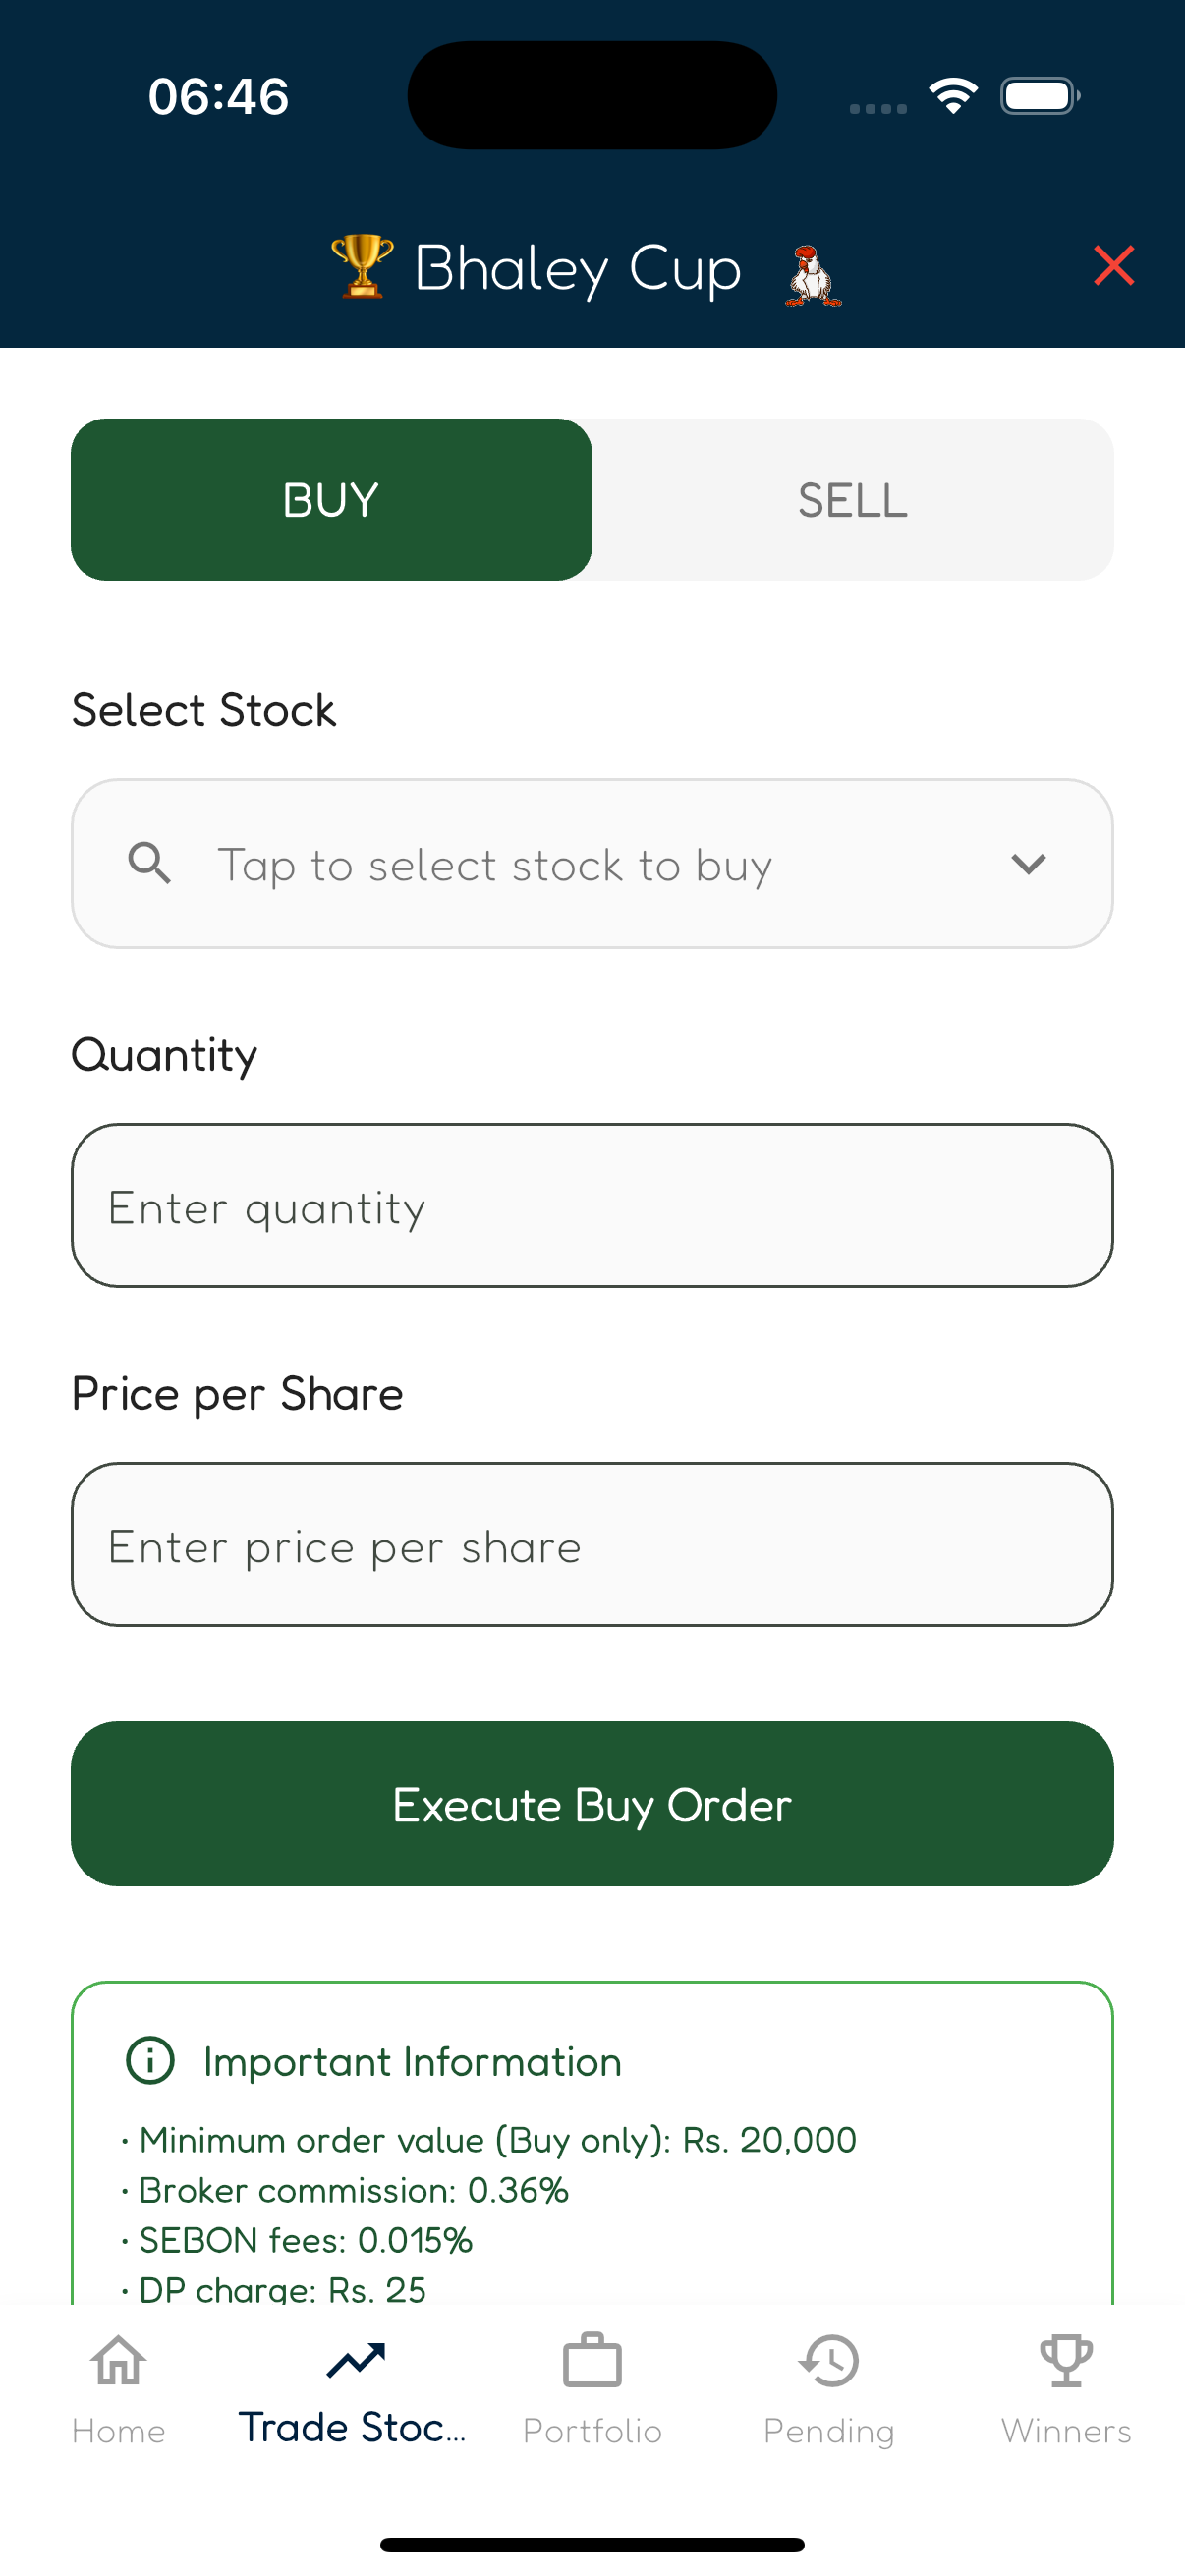 06:46
🏆 Bhaley Cup 🐓
BUY
SELL
Select Stock
Tap to select stock to buy
Quantity
Enter quantity
Price per Share
Enter price per share
Execute Buy Order
Important Information
• Minimum order value (Buy only): Rs. 20,000
• Broker commission: 0.36%
• SEBON fees: 0.015%
• DP charge: Rs. 25
Home
Trade Stoc...
Portfolio
Pending
Winners